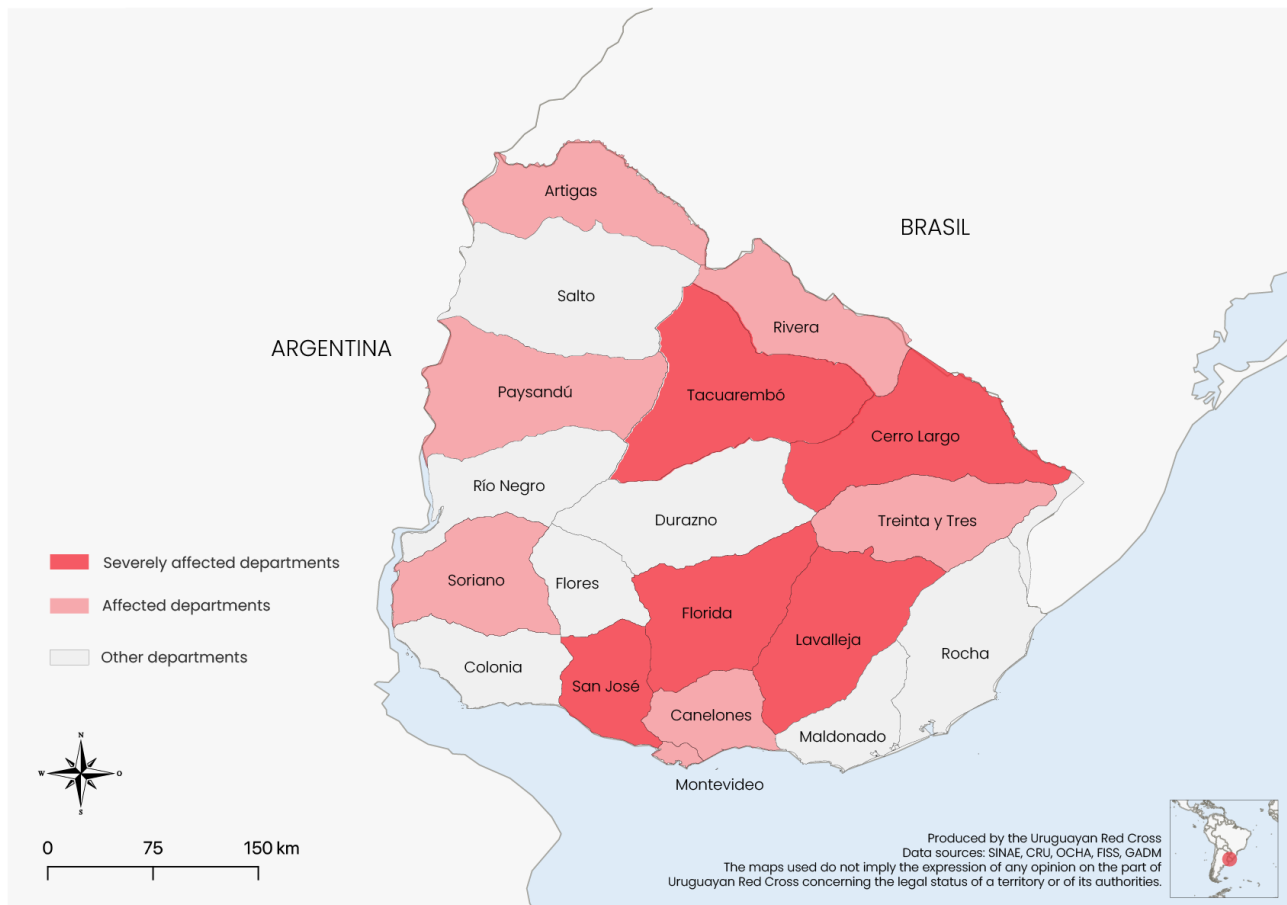 Artigas
BRASIL
Salto
Rivera
ARGENTINA
Paysandú
Tacuarembó
Cerro Largo
Río Negro
Durazno
Treinta y Tres
Severely affected departments
Affected departments
Other departments
Soriano
Flores
Florida
Lavalleja
Rocha
Colonia
San José
Canelones
Maldonado
Montevideo
N
W
O
S
0 75 150 km
Produced by the Uruguayan Red Cross
Data sources: SINAE, CRU, OCHA, FISS, GADM
The maps used do not imply the expression of any opinion on the part of
Uruguayan Red Cross concerning the legal status of a territory or of its authorities.